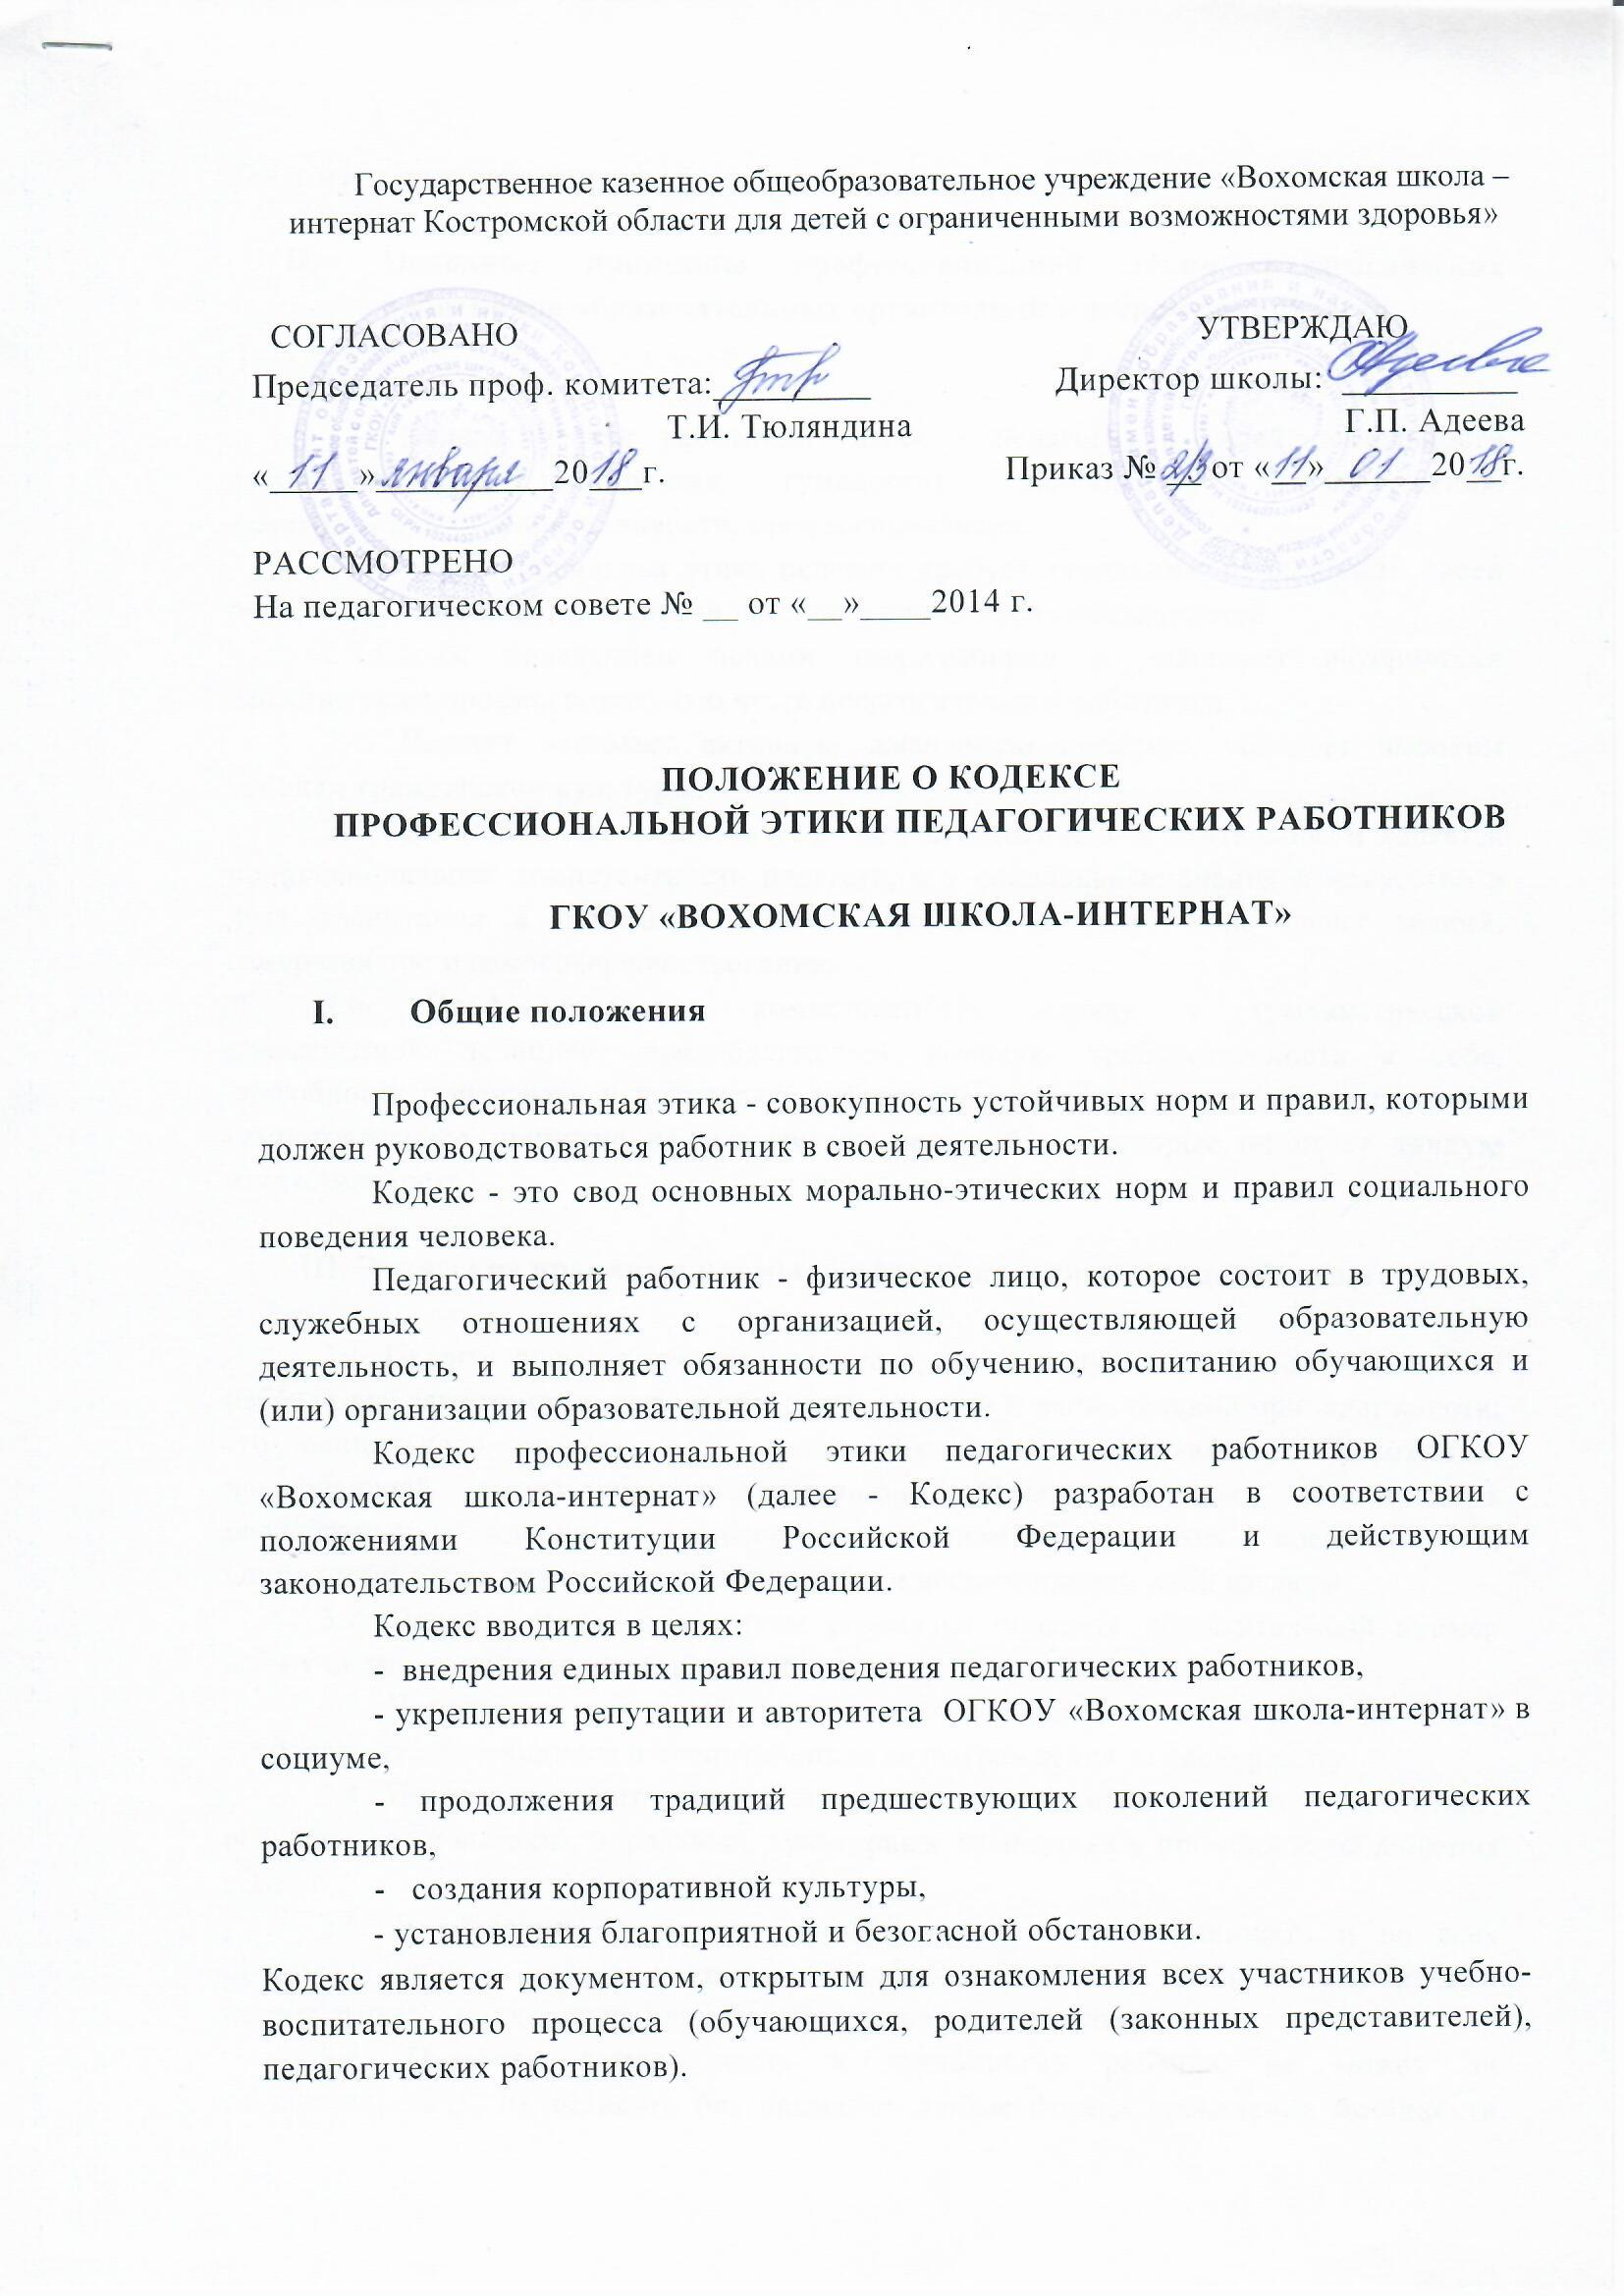 Государственное казенное общеобразовательное учреждение «Вохомская школа –
интернат Костромской области для детей с ограниченными возможностями здоровья»
СОГЛАСОВАНО
УТВЕРЖДАЮ
Председатель проф. комитета:_________
Директор школы: __________
Т.И. Тюляндина
Г.П. Адеева
«11» января 2018 г.
Приказ № 2/3 от «11» 01 2018 г.
РАССМОТРЕНО
На педагогическом совете № __ от «__»____2014 г.
ПОЛОЖЕНИЕ О КОДЕКСЕ
ПРОФЕССИОНАЛЬНОЙ ЭТИКИ ПЕДАГОГИЧЕСКИХ РАБОТНИКОВ
ГКОУ «ВОХОМСКАЯ ШКОЛА-ИНТЕРНАТ»
I. Общие положения
Профессиональная этика - совокупность устойчивых норм и правил, которыми
должен руководствоваться работник в своей деятельности.
Кодекс - это свод основных морально-этических норм и правил социального
поведения человека.
Педагогический работник - физическое лицо, которое состоит в трудовых,
служебных отношениях с организацией, осуществляющей образовательную
деятельность, и выполняет обязанности по обучению, воспитанию обучающихся и
(или) организации образовательной деятельности.
Кодекс профессиональной этики педагогических работников ОГКОУ
«Вохомская школа-интернат» (далее - Кодекс) разработан в соответствии с
положениями Конституции Российской Федерации и действующим
законодательством Российской Федерации.
Кодекс вводится в целях:
- внедрения единых правил поведения педагогических работников,
- укрепления репутации и авторитета ОГКОУ «Вохомская школа-интернат» в
социуме,
- продолжения традиций предшествующих поколений педагогических
работников,
- создания корпоративной культуры,
- установления благоприятной и безопасной обстановки.
Кодекс является документом, открытым для ознакомления всех участников учебно-
воспитательного процесса (обучающихся, родителей (законных представителей),
педагогических работников).